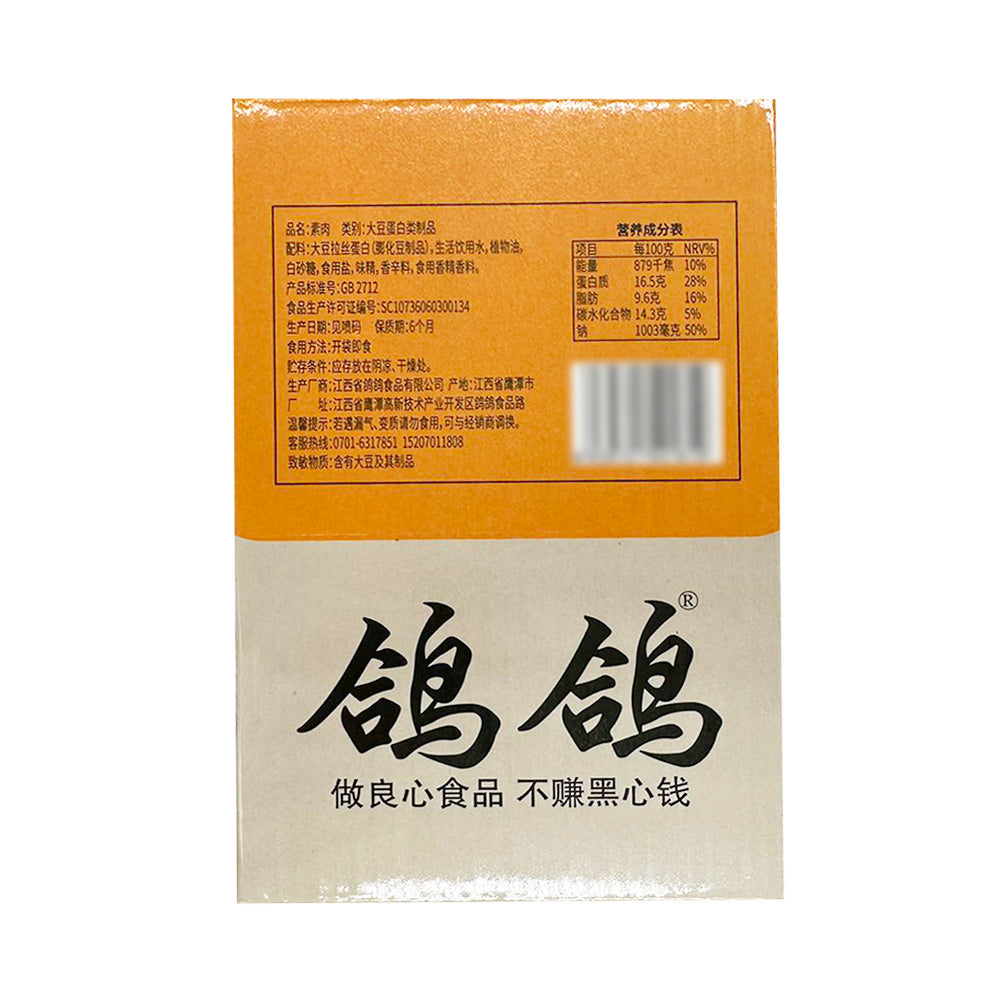 品名:素肉 类别:大豆蛋白类制品
配料:大豆拉丝蛋白(膨化豆制品),生活饮用水,植物油,
白砂糖,食用盐,味精,香辛料,食用香精香料。
产品标准号:GB 2712
食品生产许可证编号:SC10736060300134
生产日期:见喷码 保质期:6个月
食用方法:开袋即食
贮存条件:应存放在阴凉、干燥处。
生产厂商:江西省鸽鸽食品有限公司 产地:江西省鹰潭市
厂 址:江西省鹰潭高新技术产业开发区鸽鸽食品路
温馨提示:若遇漏气、变质请勿食用,可与经销商调换。
客服热线:0701-6317851 15207011808
致敏物质:含有大豆及其制品
营养成分表
项目 每100克 NRV%
能量 879千焦 10%
蛋白质 16.5克 28%
脂肪 9.6克 16%
碳水化合物 14.3克 5%
钠 1003毫克 50%
鸽鸽®
做良心食品 不赚黑心钱